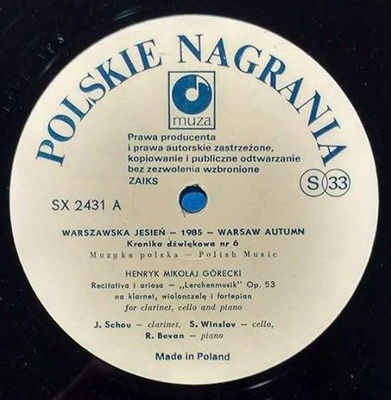 POLSKIE NAGRANIA
muza
Prawa producenta
i prawa autorskie zastrzeżone,
kopiowanie i publiczne odtwarzanie
bez zezwolenia wzbronione
ZAIKS
S 33
SX 2431 A
WARSZAWSKA JESIEŃ — 1985 — WARSAW AUTUMN
Kronika dźwiękowa nr 6
Muzyka polska — Polish Music
HENRYK MIKOŁAJ GÓRECKI
Recitativa i ariosa — „Lerchenmusik" Op. 53
na klarnet, wiolonczelę i fortepian
for clarinet, cello and piano
J. Schou — clarinet, S. Winslov — cello,
R. Bevan — piano
Made in Poland